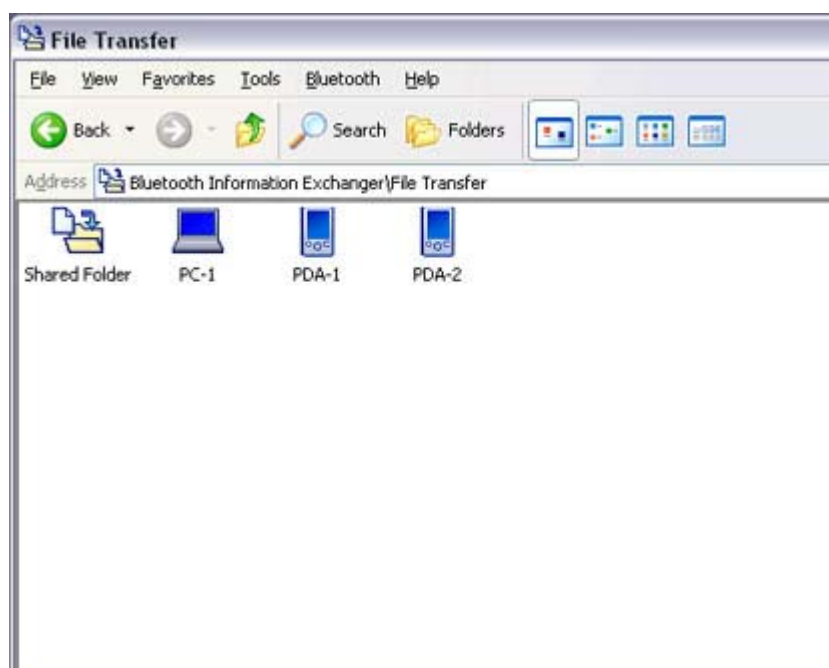 File Transfer
File View Favorites Tools Bluetooth Help
Back Search Folders
Address Bluetooth Information Exchanger\File Transfer
Shared Folder PC-1 PDA-1 PDA-2